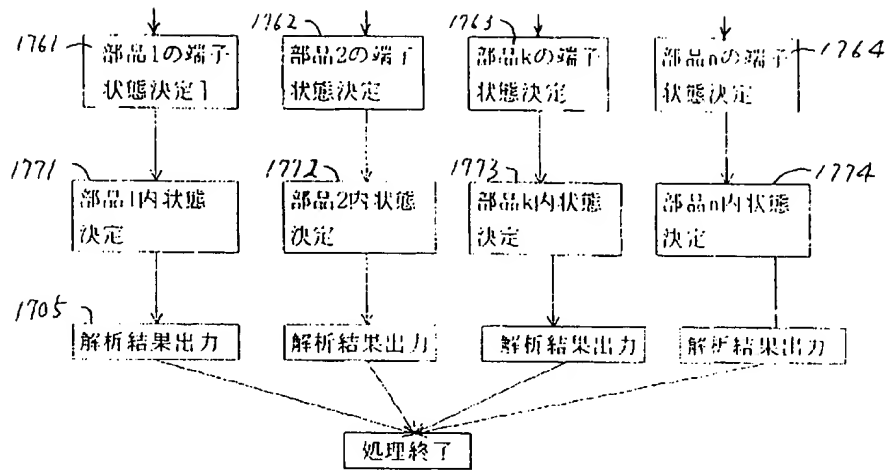 1761
部品1の端子
状態決定1
1762
部品2の端子
状態決定
1763
部品kの端子
状態決定
1764
部品nの端子
状態決定
1771
部品1内状態
決定
1772
部品2内状態
決定
1773
部品k内状態
決定
1774
部品n内状態
決定
1705
解析結果出力
解析結果出力
解析結果出力
解析結果出力
処理終了